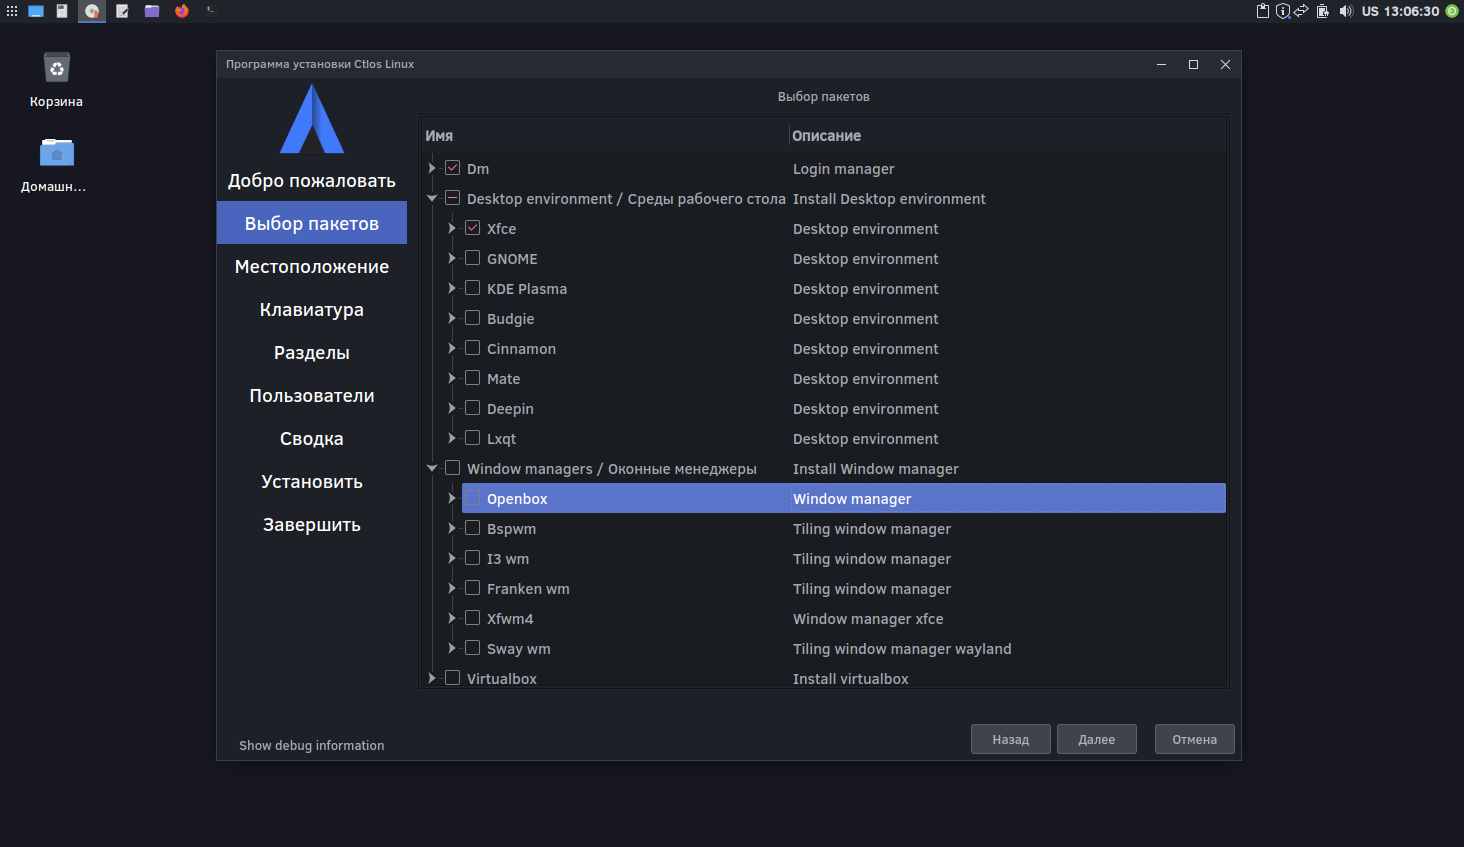 US 13:06:30
Корзина
Домашн...
Программа установки Ctlos Linux
Добро пожаловать
Выбор пакетов
Местоположение
Клавиатура
Разделы
Пользователи
Сводка
Установить
Завершить
Show debug information
Выбор пакетов
Имя Описание
Dm Login manager
Desktop environment / Среды рабочего стола Install Desktop environment
Xfce Desktop environment
GNOME Desktop environment
KDE Plasma Desktop environment
Budgie Desktop environment
Cinnamon Desktop environment
Mate Desktop environment
Deepin Desktop environment
Lxqt Desktop environment
Window managers / Оконные менеджеры Install Window manager
Openbox Window manager
Bspwm Tiling window manager
I3 wm Tiling window manager
Franken wm Tiling window manager
Xfwm4 Window manager xfce
Sway wm Tiling window manager wayland
Virtualbox Install virtualbox
Назад Далее Отмена